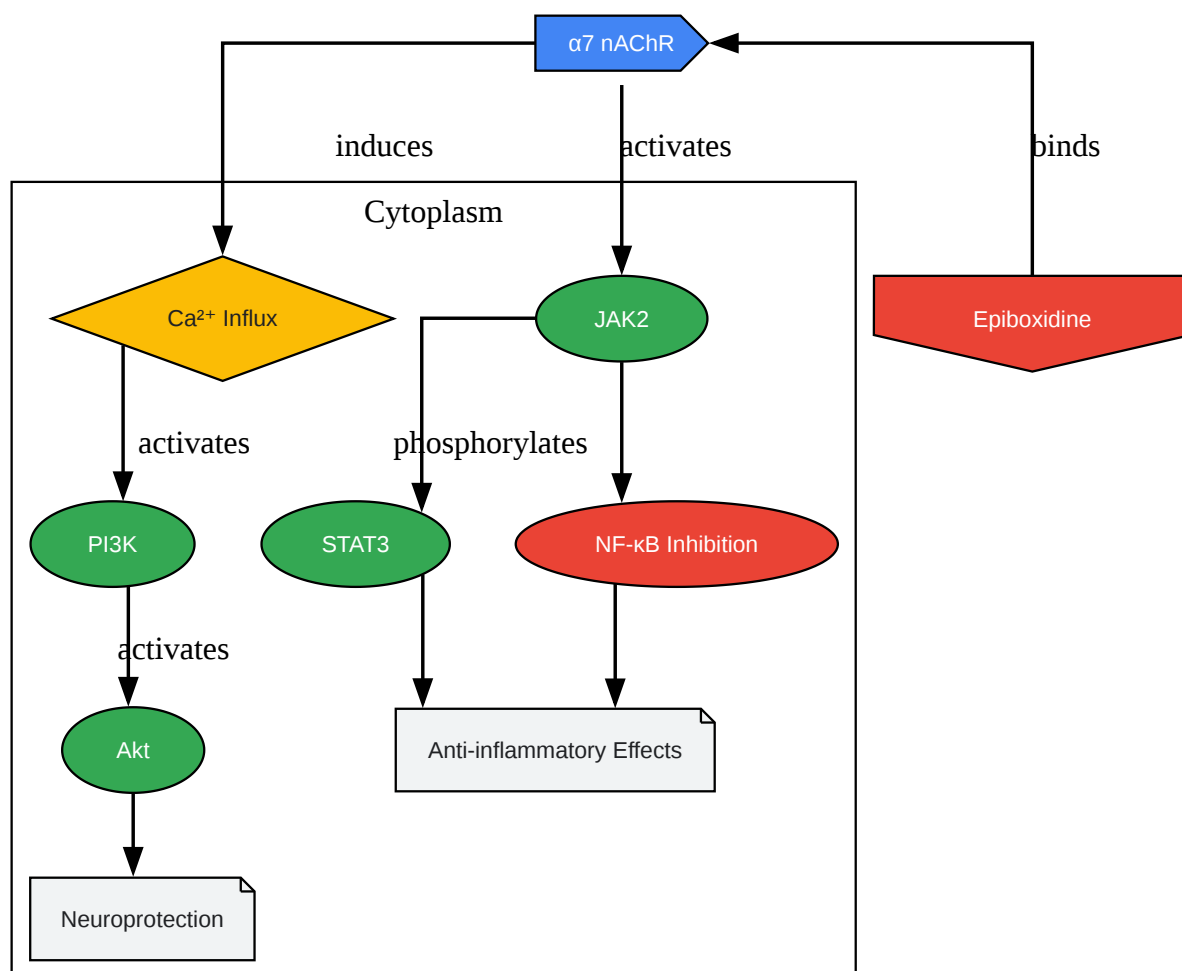 α7 nAChR
induces
activates
binds
Cytoplasm
Ca²⁺ Influx
JAK2
Epiboxidine
activates
phosphorylates
PI3K
STAT3
NF-κB Inhibition
activates
Akt
Anti-inflammatory Effects
Neuroprotection